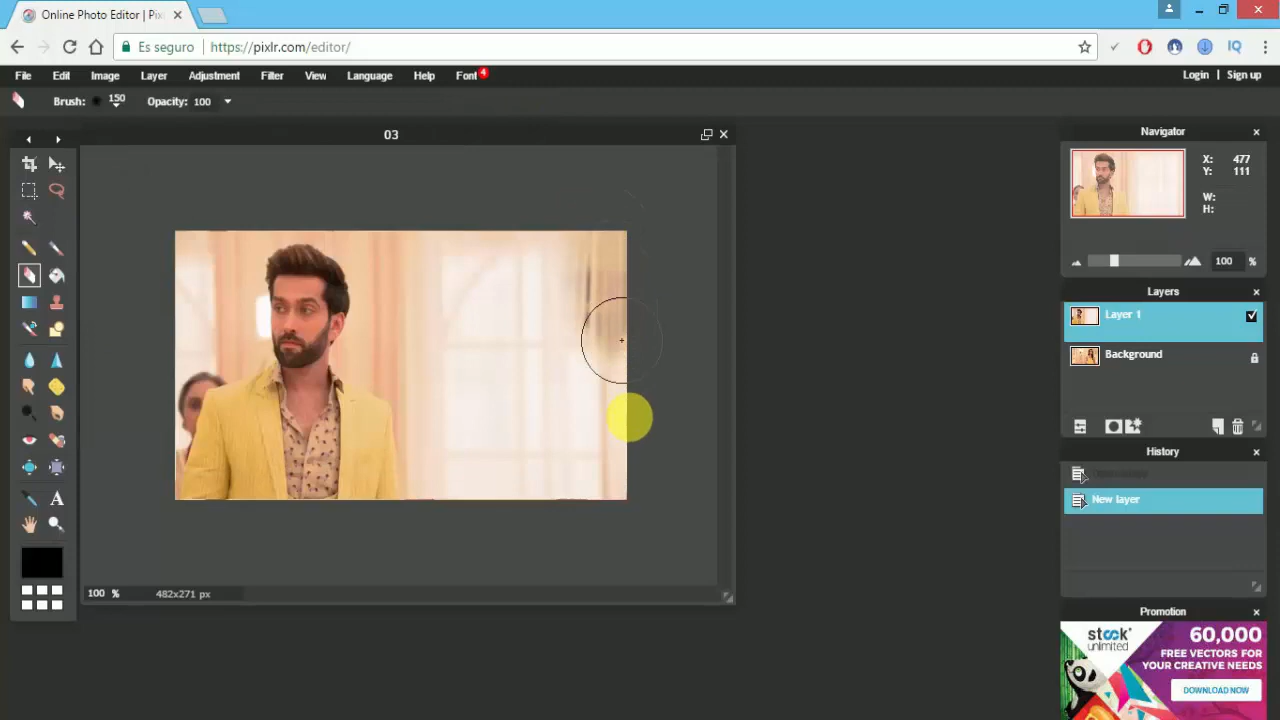 Online Photo Editor | Pix
Es seguro https://pixlr.com/editor/
IQ
File Edit Image Layer Adjustment Filter View Language Help Font 4 Login | Sign up
Brush: 150 Opacity: 100
03
Navigator
X: 477
Y: 111
W:
H:
100 %
Layers
Layer 1
Background
History
New layer
100 % 482x271 px
A
Promotion
stock
unlimited
60,000
FREE VECTORS FOR
YOUR CREATIVE NEEDS
DOWNLOAD NOW